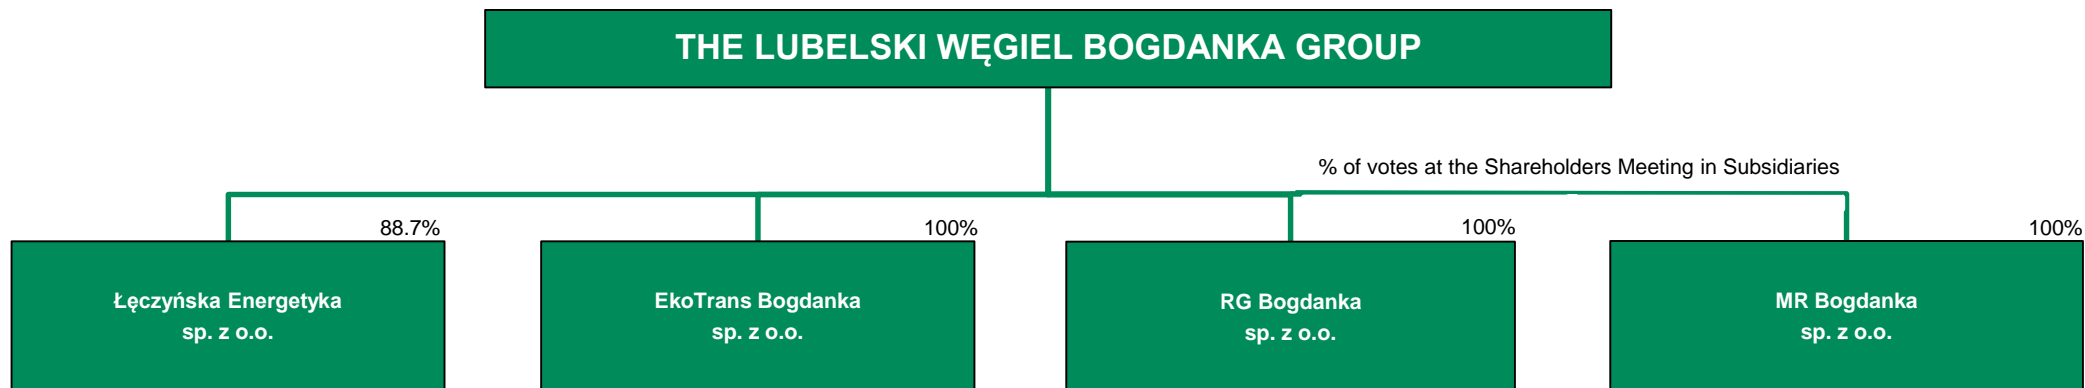 THE LUBELSKI WĘGIEL BOGDANKA GROUP
% of votes at the Shareholders Meeting in Subsidiaries
88.7%
100%
100%
100%
Łęczyńska Energetyka
sp. z o.o.
EkoTrans Bogdanka
sp. z o.o.
RG Bogdanka
sp. z o.o.
MR Bogdanka
sp. z o.o.